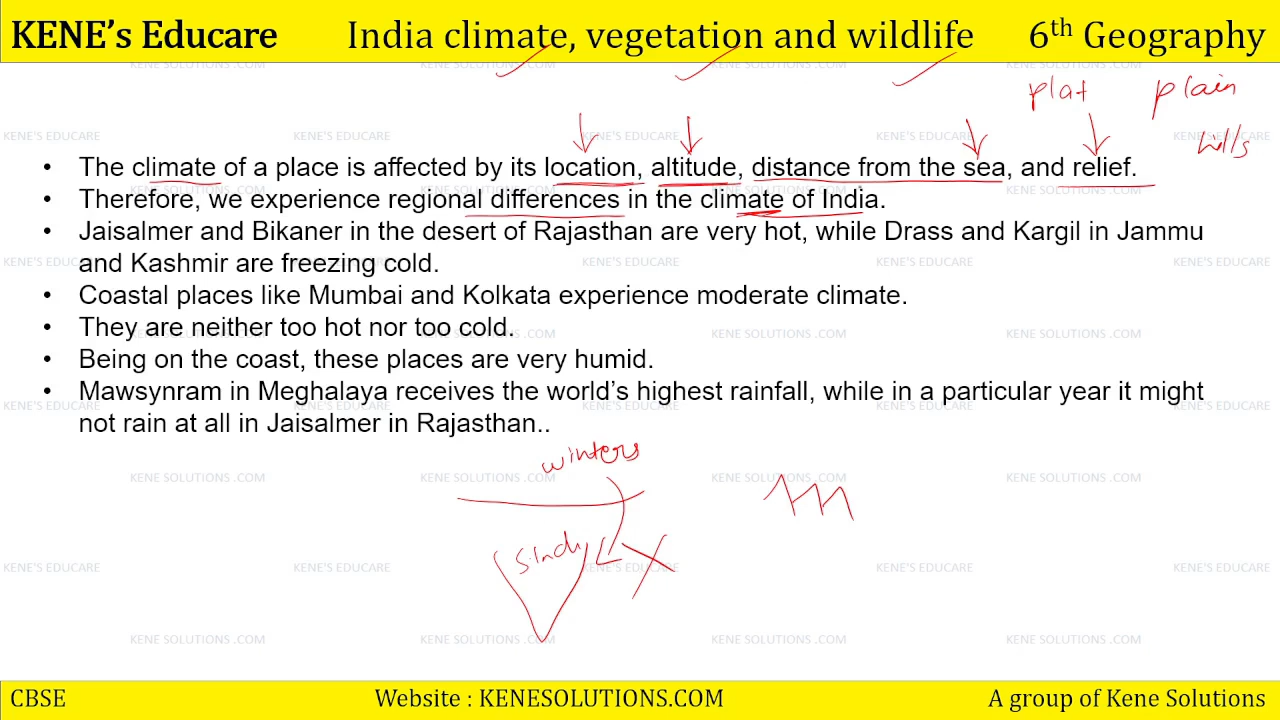 KENE's Educare India climate, vegetation and wildlife 6th Geography
plat plain
hills
• The climate of a place is affected by its location, altitude, distance from the sea, and relief.
• Therefore, we experience regional differences in the climate of India.
• Jaisalmer and Bikaner in the desert of Rajasthan are very hot, while Drass and Kargil in Jammu
and Kashmir are freezing cold.
• Coastal places like Mumbai and Kolkata experience moderate climate.
• They are neither too hot nor too cold.
• Being on the coast, these places are very humid.
• Mawsynram in Meghalaya receives the world's highest rainfall, while in a particular year it might
not rain at all in Jaisalmer in Rajasthan..
winters
CBSE Website : KENESOLUTIONS.COM A group of Kene Solutions